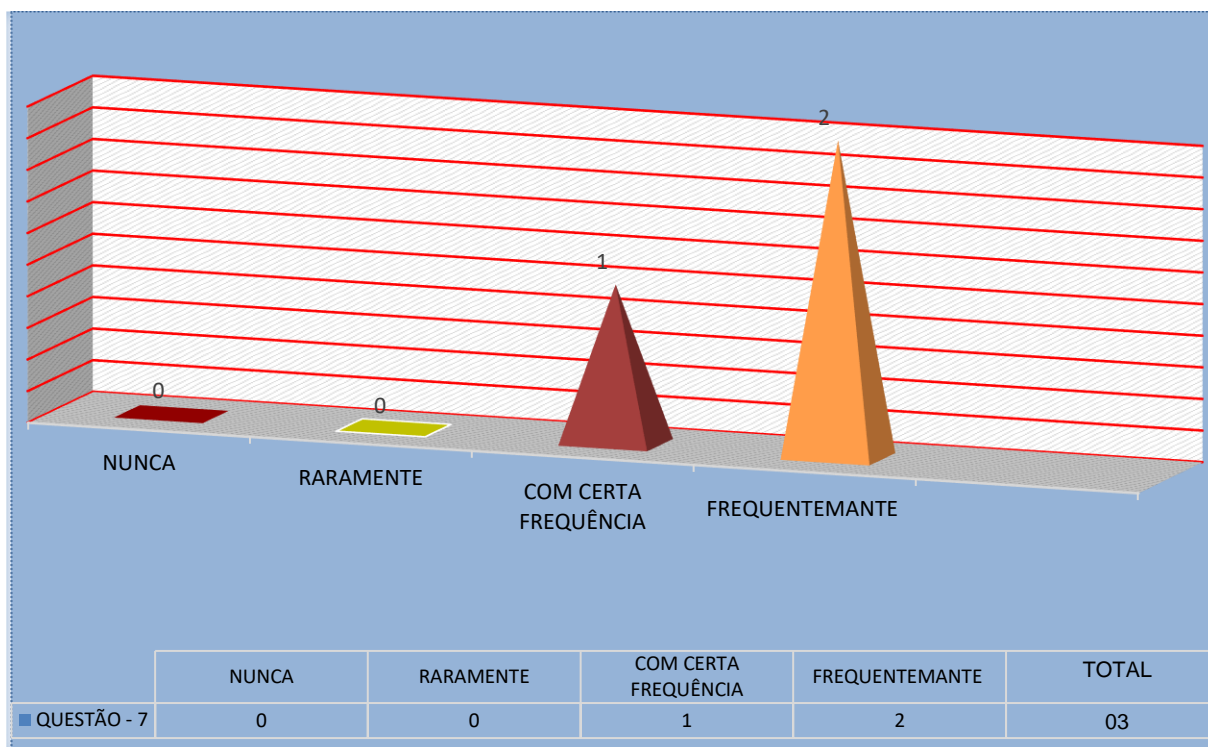 2
1
0
0
NUNCA
RARAMENTE
COM CERTA
FREQUÊNCIA
FREQUENTEMANTE
NUNCA RARAMENTE COM CERTA FREQUÊNCIA FREQUENTEMANTE TOTAL
QUESTÃO - 7 0 0 1 2 03